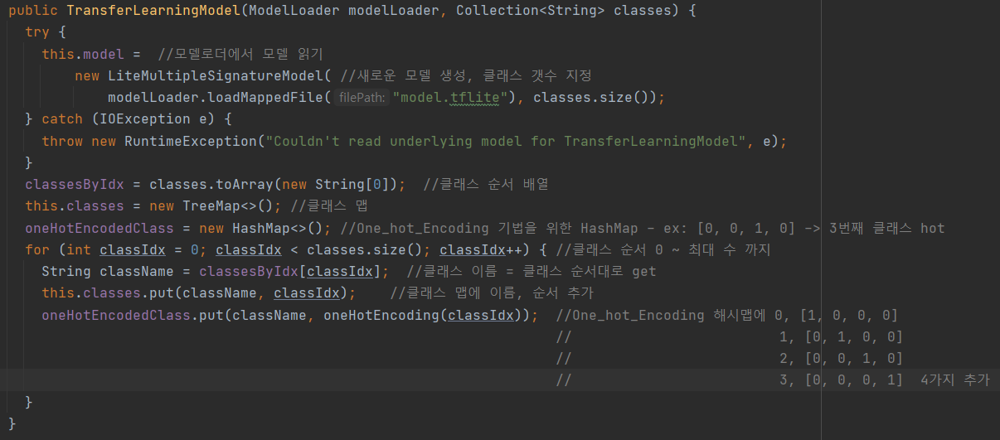 public TransferLearningModel(ModelLoader modelLoader, Collection<String> classes) {
try {
this.model =  //모델로더에서 모델 읽기
new LiteMultipleSignatureModel( //새로운 모델 생성, 클래스 갯수 지정
modelLoader.loadMappedFile( filePath: "model.tflite"), classes.size());
} catch (IOException e) {
throw new RuntimeException("Couldn't read underlying model for TransferLearningModel", e);
}
classesByIdx = classes.toArray(new String[0]);  //클래스 순서 배열
this.classes = new TreeMap<>(); //클래스 맵
oneHotEncodedClass = new HashMap<>(); //One_hot_Encoding 기법을 위한 HashMap - ex: [0, 0, 1, 0] -> 3번째 클래스 hot
for (int classIdx = 0; classIdx < classes.size(); classIdx++) { //클래스 순서 0 ~ 최대 수 까지
String className = classesByIdx[classIdx];  //클래스 이름 = 클래스 순서대로 get
this.classes.put(className, classIdx);    //클래스 맵에 이름, 순서 추가
oneHotEncodedClass.put(className, oneHotEncoding(classIdx));  //One_hot_Encoding 해시맵에 0, [1, 0, 0, 0]
// 1, [0, 1, 0, 0]
// 2, [0, 0, 1, 0]
// 3, [0, 0, 0, 1]  4가지 추가
}
}